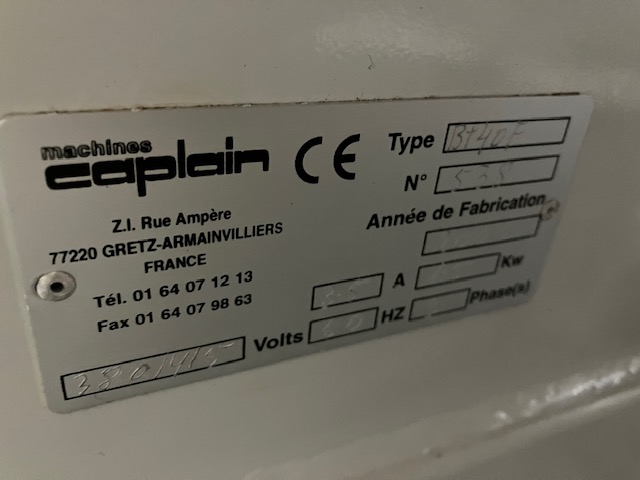 machines
caplain CE
Type Bt40F
N° 538
Z.I. Rue Ampère
77220 GRETZ-ARMAINVILLIERS
FRANCE
Tél. 01 64 07 12 13
Fax 01 64 07 98 63
Année de Fabrication
A
Kw
380/415 Volts
HZ
Phase(s)